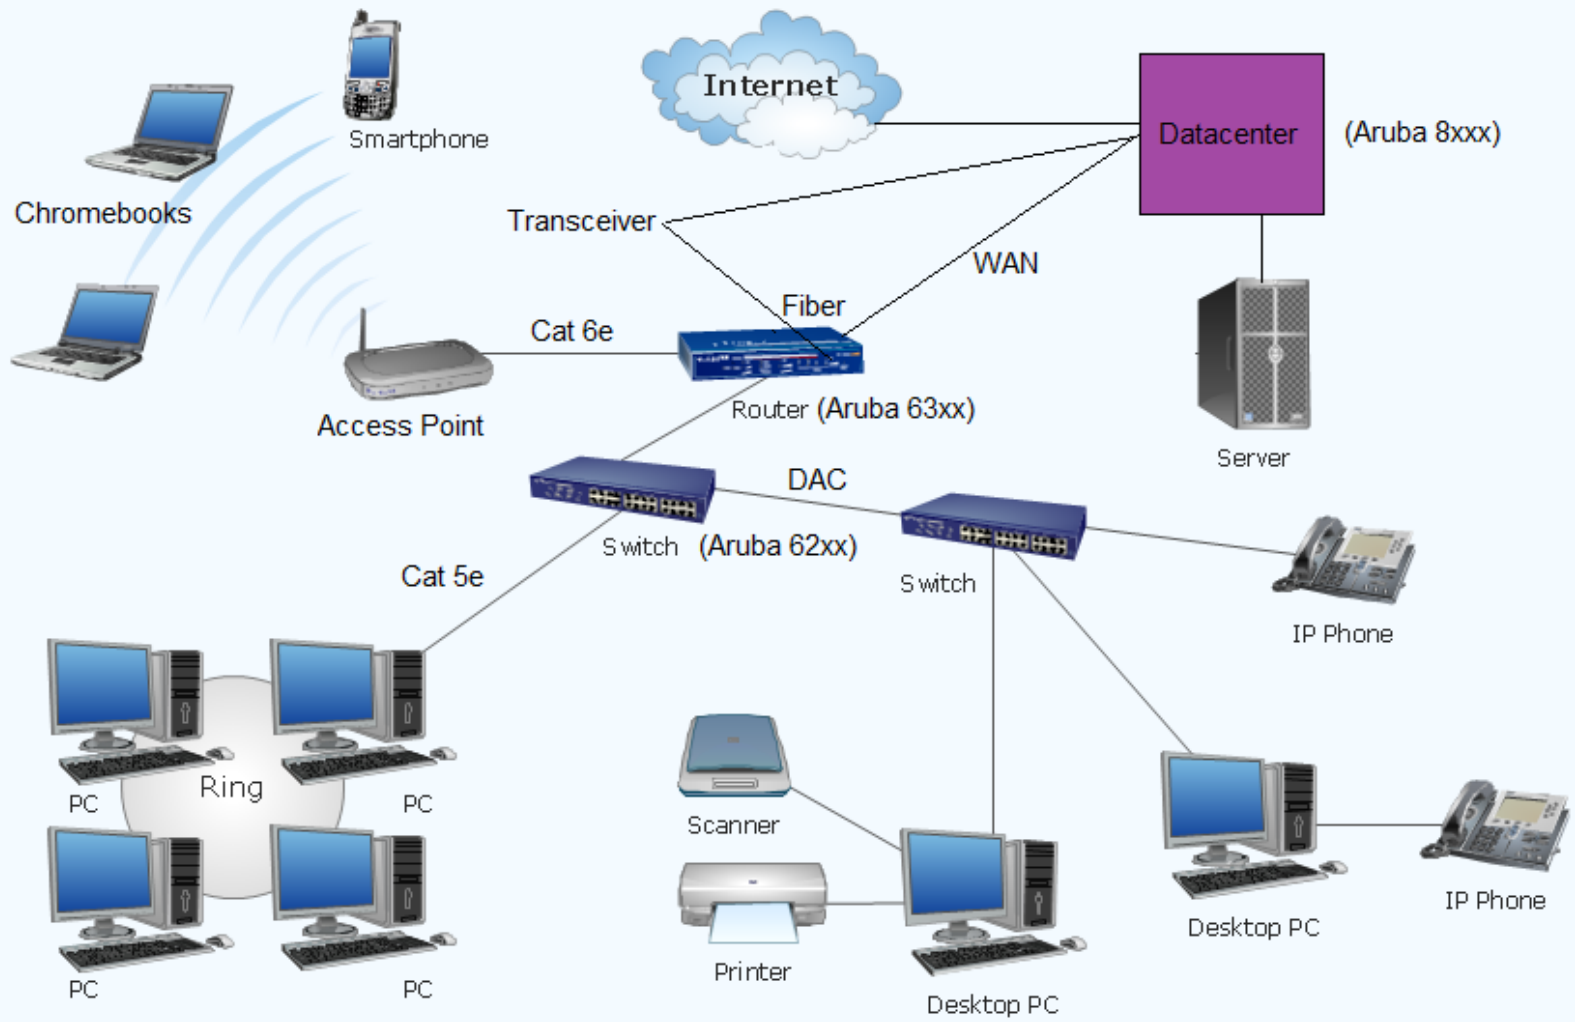 Internet
Datacenter
(Aruba 8xxx)
Smartphone
Chromebooks
Transceiver
WAN
Fiber
Cat 6e
Router (Aruba 63xx)
Access Point
Server
DAC
Switch (Aruba 62xx)
Cat 5e
Switch
IP Phone
Ring
PC
PC
Scanner
IP Phone
Desktop PC
Printer
PC
PC
Desktop PC